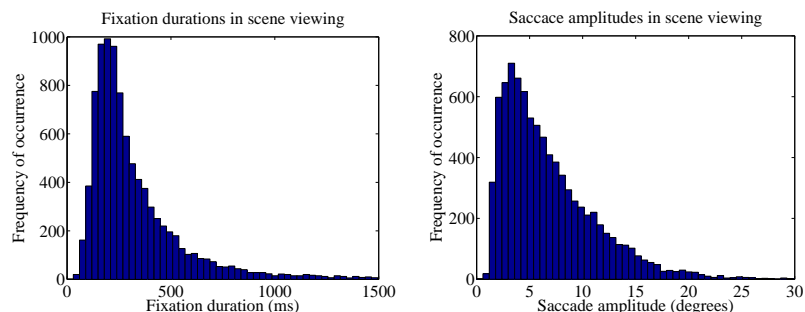 Fixation durations in scene viewing
1000
800
600
400
200
0
Frequency of occurrence
0 500 1000 1500
Fixation duration (ms)
Saccace amplitudes in scene viewing
800
600
400
200
0
Frequency of occurrence
0 5 10 15 20 25 30
Saccade amplitude (degrees)